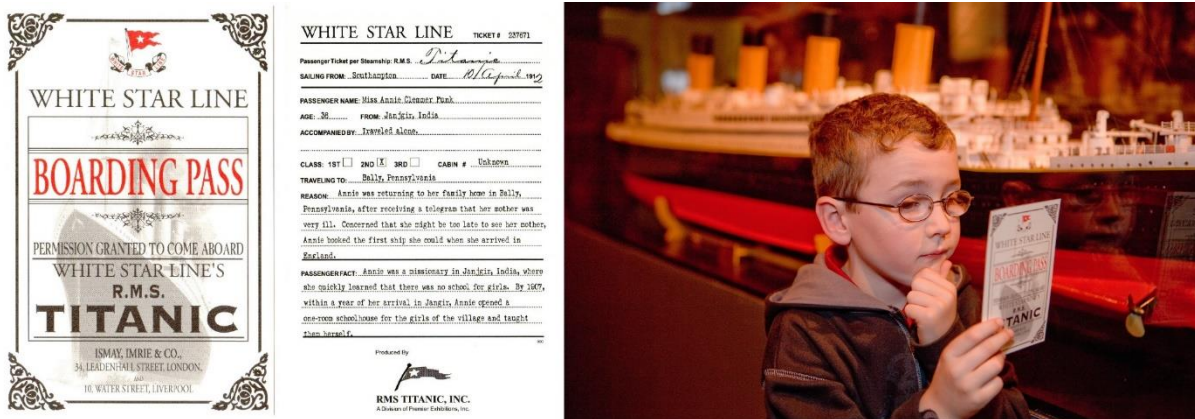 STAR
WHITE STAR LINE
BOARDING PASS
PERMISSION GRANTED TO COME ABOARD
WHITE STAR LINE'S
R.M.S.
TITANIC
ISMAY, IMRIE & CO.,
34, LEADENHALL STREET, LONDON,
AND
10, WATER STREET, LIVERPOOL
WHITE STAR LINE TICKET # 237671
Passenger Ticket per Steamship: R.M.S. Titanic
SAILING FROM: Southampton DATE 10/April 1912
PASSENGER NAME: Miss Annie Clemmer Funk
AGE: 38 FROM: Janjgir, India
ACCOMPANIED BY: Traveled alone.
CLASS: 1ST 2ND X 3RD CABIN # Unknown
TRAVELING TO: Bally, Pennsylvania
REASON: Annie was returning to her family home in Bally,
Pennsylvania, after receiving a telegram that her mother was
very ill. Concerned that she might be too late to see her mother,
Annie booked the first ship she could when she arrived in
England.
PASSENGER FACT: Annie was a missionary in Janjgir, India, where
she quickly learned that there was no school for girls. By 1907,
within a year of her arrival in Jangir, Annie opened a
one-room schoolhouse for the girls of the village and taught
them herself.
Produced By
RMS TITANIC, INC.
A Division of Premier Exhibitions, Inc.
WHITE STAR LINE
BOARDING PASS
R.M.S.
TANIC